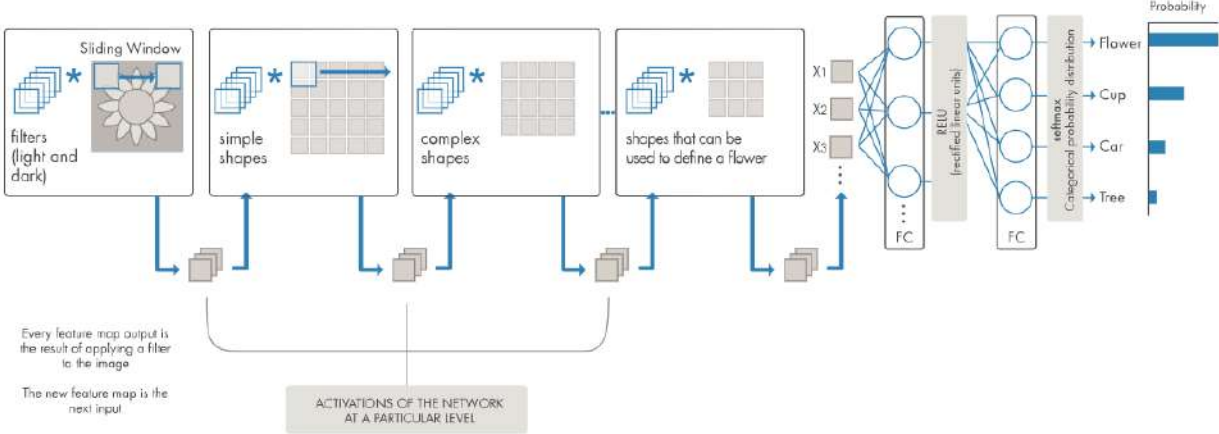 Sliding Window
*
filters
(light and
dark)
*
simple
shapes
*
complex
shapes
*
shapes that can be
used to define a flower
X1
X2
X3
FC
RELU
(rectified linear units)
FC
softmax
Categorical probability distribution
Probability
Flower
Cup
Car
Tree
Every feature map output is
the result of applying a filter
to the image
The new feature map is the
next input
ACTIVATIONS OF THE NETWORK
AT A PARTICULAR LEVEL